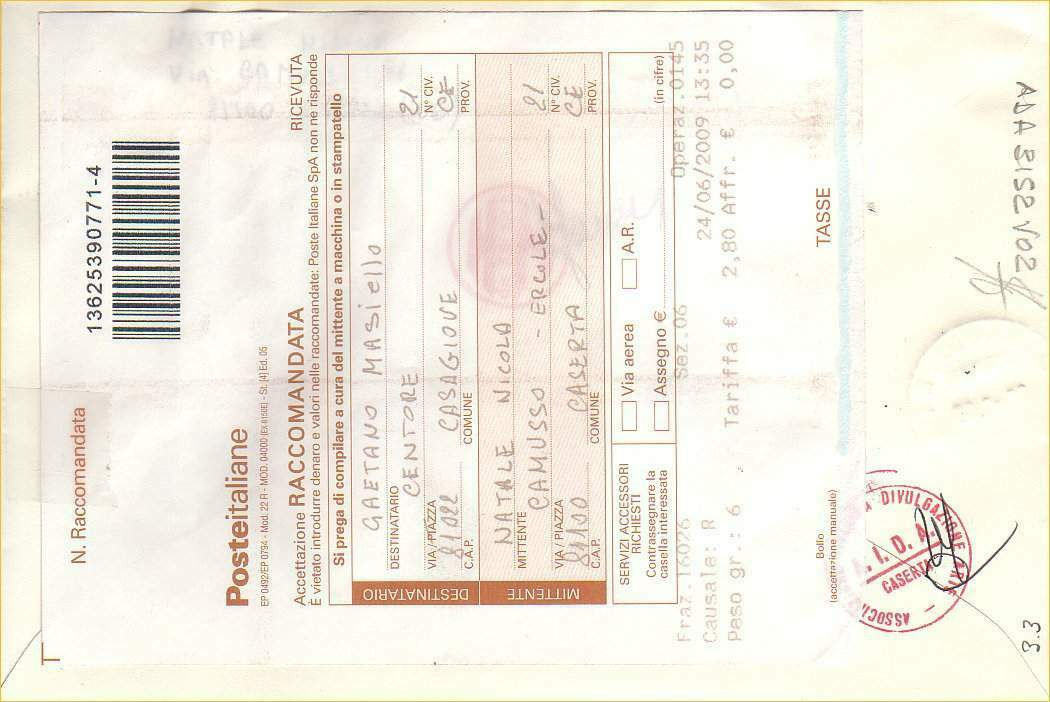 N. Raccomandata
13625390771-4
Posteitaliane
EP 0492/EP 0794 - Mod. 22 R - MOD. 04000 (EX 8150E) - St. [4] Ed. 05
Accettazione RACCOMANDATA
RICEVUTA
È vietato introdurre denaro e valori nelle raccomandate: Poste Italiane SpA non ne risponde
Si prega di compilare a cura del mittente a macchina o in stampatello
DESTINATARIO
GAETANO MASiello
DESTINATARIO
CENTORE 21
VIA / PIAZZA N° CIV.
81022 CASAGIOVE CE
C.A.P. COMUNE PROV.
MITTENTE
NATALE NICOLA
MITTENTE
CAMUSSO - ERCOLE - 21
VIA / PIAZZA N° CIV.
81100 CASERTA CE
C.A.P. COMUNE PROV.
SERVIZI ACCESSORI
RICHIESTI
Contrassegnare la
casella interessata
Via aerea
A.R.
Assegno €
(in cifre)
Fraz.16026 Sez.06 Operaz.0145
Causale: R 24/06/2009 13:35
Peso gr.: 6 Tariffa € 2,80 Affr. € 0,00
Bollo
(accettazione manuale)
TASSE
DIVULGAZIONE ARTE
I. D. A.
CASERTA
3.3